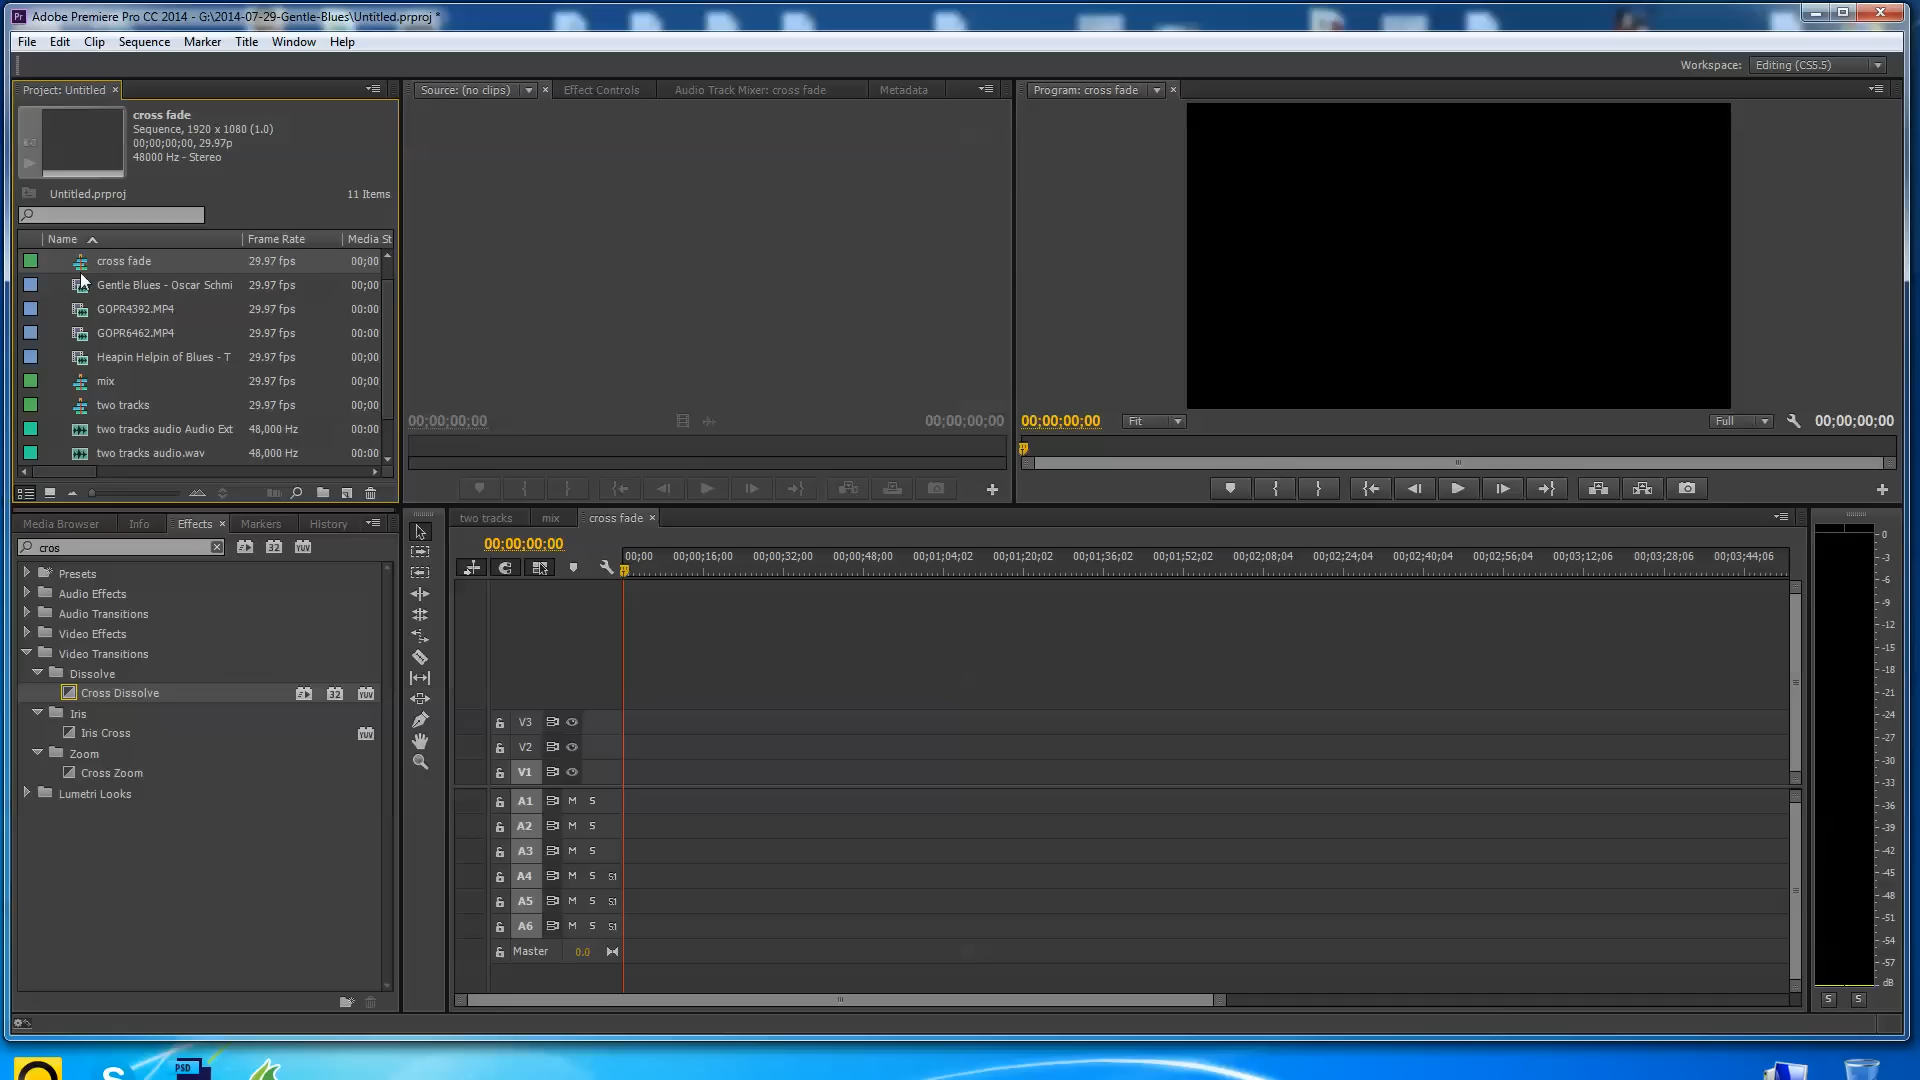 Adobe Premiere Pro CC 2014 - G:\2014-07-29-Gentle-Blues\Untitled.prproj *
File Edit Clip Sequence Marker Title Window Help
Workspace: Editing (CS5.5)
Project: Untitled
Source: (no clips) Effect Controls Audio Track Mixer: cross fade Metadata
Program: cross fade
cross fade
Sequence, 1920 x 1080 (1.0)
00;00;00;00, 29.97p
48000 Hz - Stereo
Untitled.prproj 11 Items
Name Frame Rate Media St
cross fade 29.97 fps 00;00
Gentle Blues - Oscar Schmi 29.97 fps 00;00
GOPR4392.MP4 29.97 fps 00:00
GOPR6462.MP4 29.97 fps 00:00
Heapin Helpin of Blues - T 29.97 fps 00;00
mix 29.97 fps 00;00
two tracks 29.97 fps 00;00
two tracks audio Audio Ext 48,000 Hz 00:00
two tracks audio.wav 48,000 Hz 00:00
00;00;00;00 00;00;00;00
00;00;00;00 Fit Full 00;00;00;00
Media Browser Info Effects Markers History
cros
32 YUV
Presets
Audio Effects
Audio Transitions
Video Effects
Video Transitions
Dissolve
Cross Dissolve 32 YUV
Iris
Iris Cross YUV
Zoom
Cross Zoom
Lumetri Looks
two tracks mix cross fade
00;00;00;00
;00;00 00;00;16;00 00;00;32;00 00;00;48;00 00;01;04;02 00;01;20;02 00;01;36;02 00;01;52;02 00;02;08;04 00;02;24;04 00;02;40;04 00;02;56;04 00;03;12;06 00;03;28;06 00;03;44;06
V3
V2
V1
A1 M S
A2 M S
A3 M S
A4 M S S1
A5 M S S1
A6 M S S1
Master 0.0
0
-3
-6
-9
-12
-15
-18
-21
-24
-27
-30
-33
-36
-39
-42
-45
-48
-51
-54
-57
dB
S S
PSD